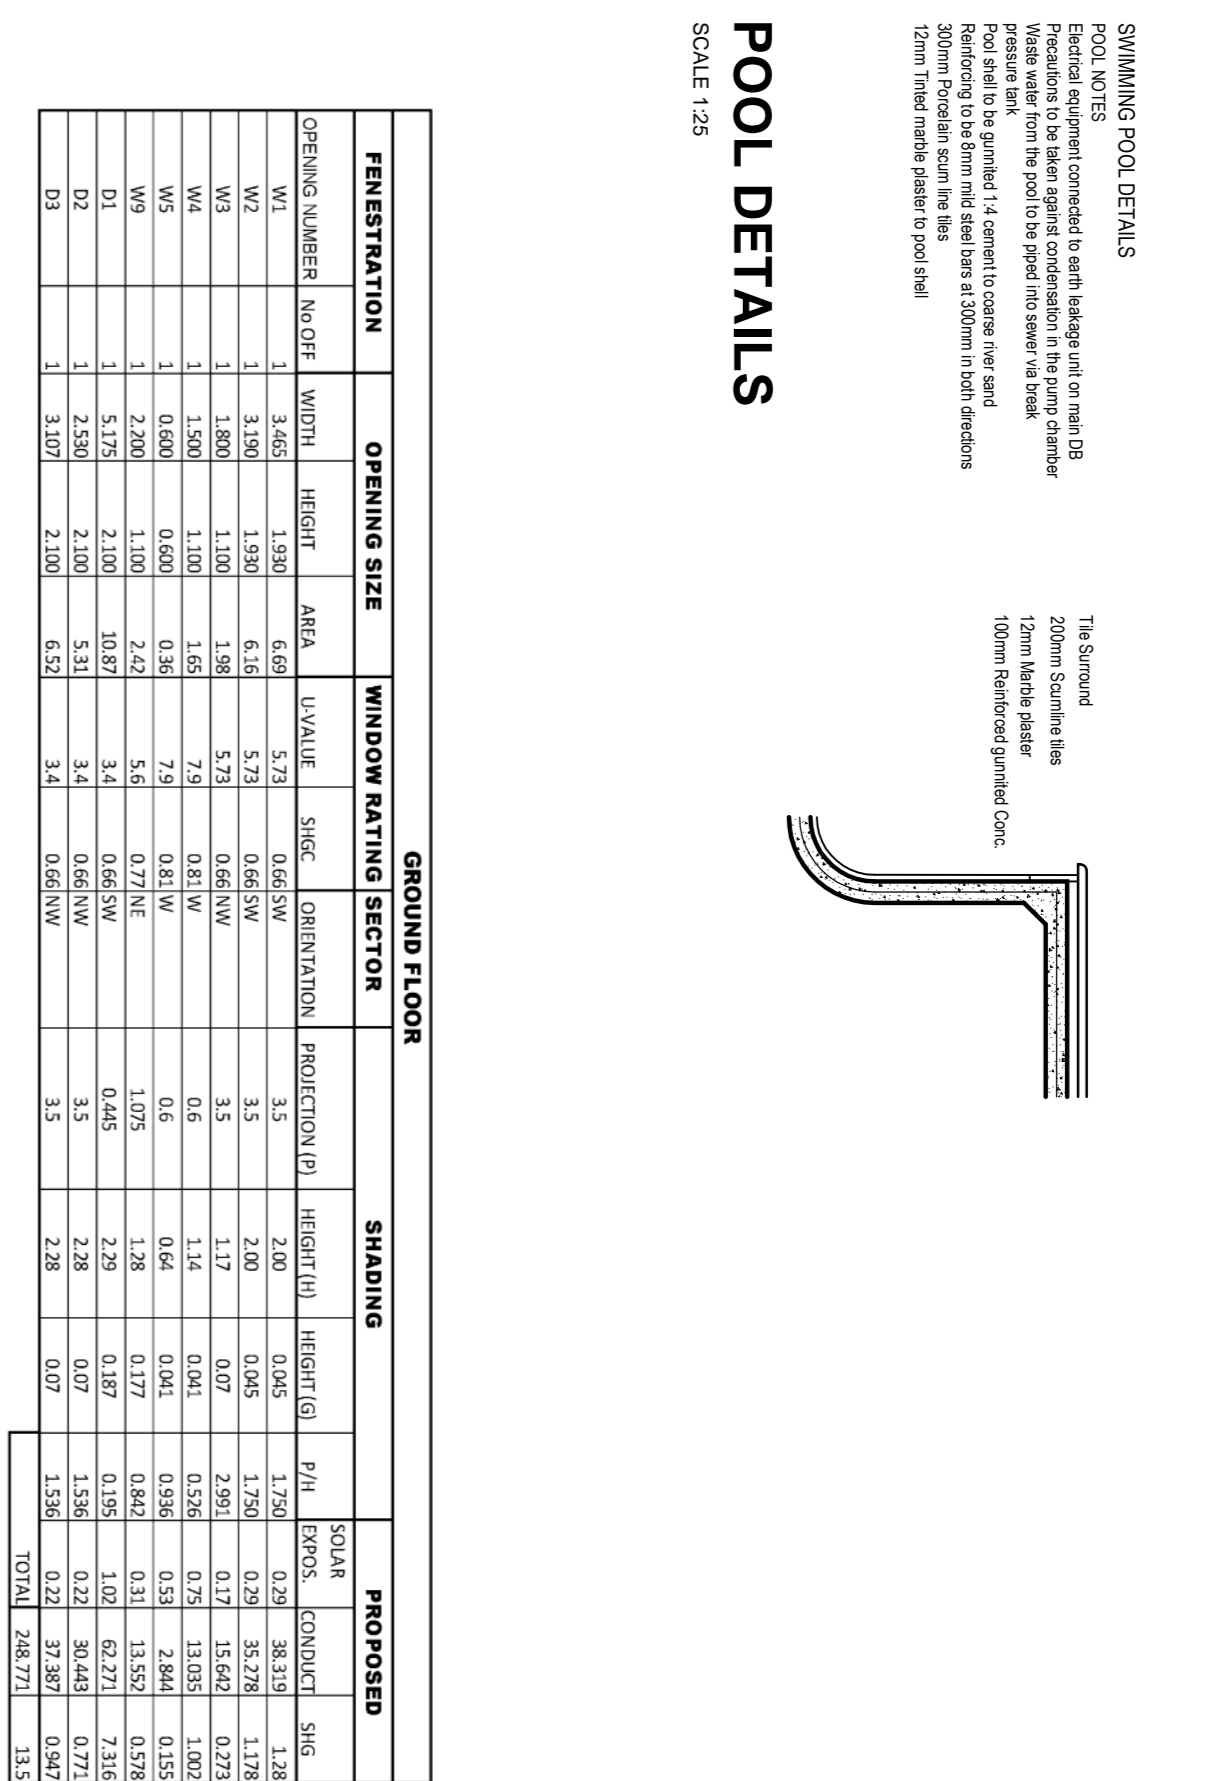 SWIMMING POOL DETAILS
POOL NOTES
Electrical equipment connected to earth leakage unit on main DB
Precautions to be taken against condensation in the pump chamber
Waste water from the pool to be piped into sewer via break
pressure tank
Pool shell to be gunnited 1:4 cement to coarse river sand
Reinforcing to be 8mm mild steel bars at 300mm in both directions
300mm Porcelain scum line tiles
12mm Tinted marble plaster to pool shell
Tile Surround
200mm Scumline tiles
12mm Marble plaster
100mm Reinforced gunnited Conc.
POOL DETAILS
SCALE 1:25
GROUND FLOOR
FENESTRATION OPENING SIZE WINDOW RATING SECTOR SHADING PROPOSED
OPENING NUMBER No OFF WIDTH HEIGHT AREA U-VALUE SHGC ORIENTATION PROJECTION (P) HEIGHT (H) HEIGHT (G) P/H SOLAR EXPOS. CONDUCT SHG
W1 1 3.465 1.930 6.69 5.73 0.66 SW 3.5 2.00 0.045 1.750 0.29 38.319 1.28
W2 1 3.190 1.930 6.16 5.73 0.66 SW 3.5 2.00 0.045 1.750 0.29 35.278 1.178
W3 1 1.800 1.100 1.98 5.73 0.66 NW 3.5 1.17 0.07 2.991 0.17 15.642 0.273
W4 1 1.500 1.100 1.65 7.9 0.81 W 0.6 1.14 0.041 0.526 0.75 13.035 1.002
W5 1 0.600 0.600 0.36 7.9 0.81 W 0.6 0.64 0.041 0.936 0.53 2.844 0.155
W9 1 2.200 1.100 2.42 5.6 0.77 NE 1.075 1.28 0.177 0.842 0.31 13.552 0.578
D1 1 5.175 2.100 10.87 3.4 0.66 SW 0.445 2.29 0.187 0.195 1.02 62.271 7.316
D2 1 2.530 2.100 5.31 3.4 0.66 NW 3.5 2.28 0.07 1.536 0.22 30.443 0.771
D3 1 3.107 2.100 6.52 3.4 0.66 NW 3.5 2.28 0.07 1.536 0.22 37.387 0.947
TOTAL 248.771 13.5